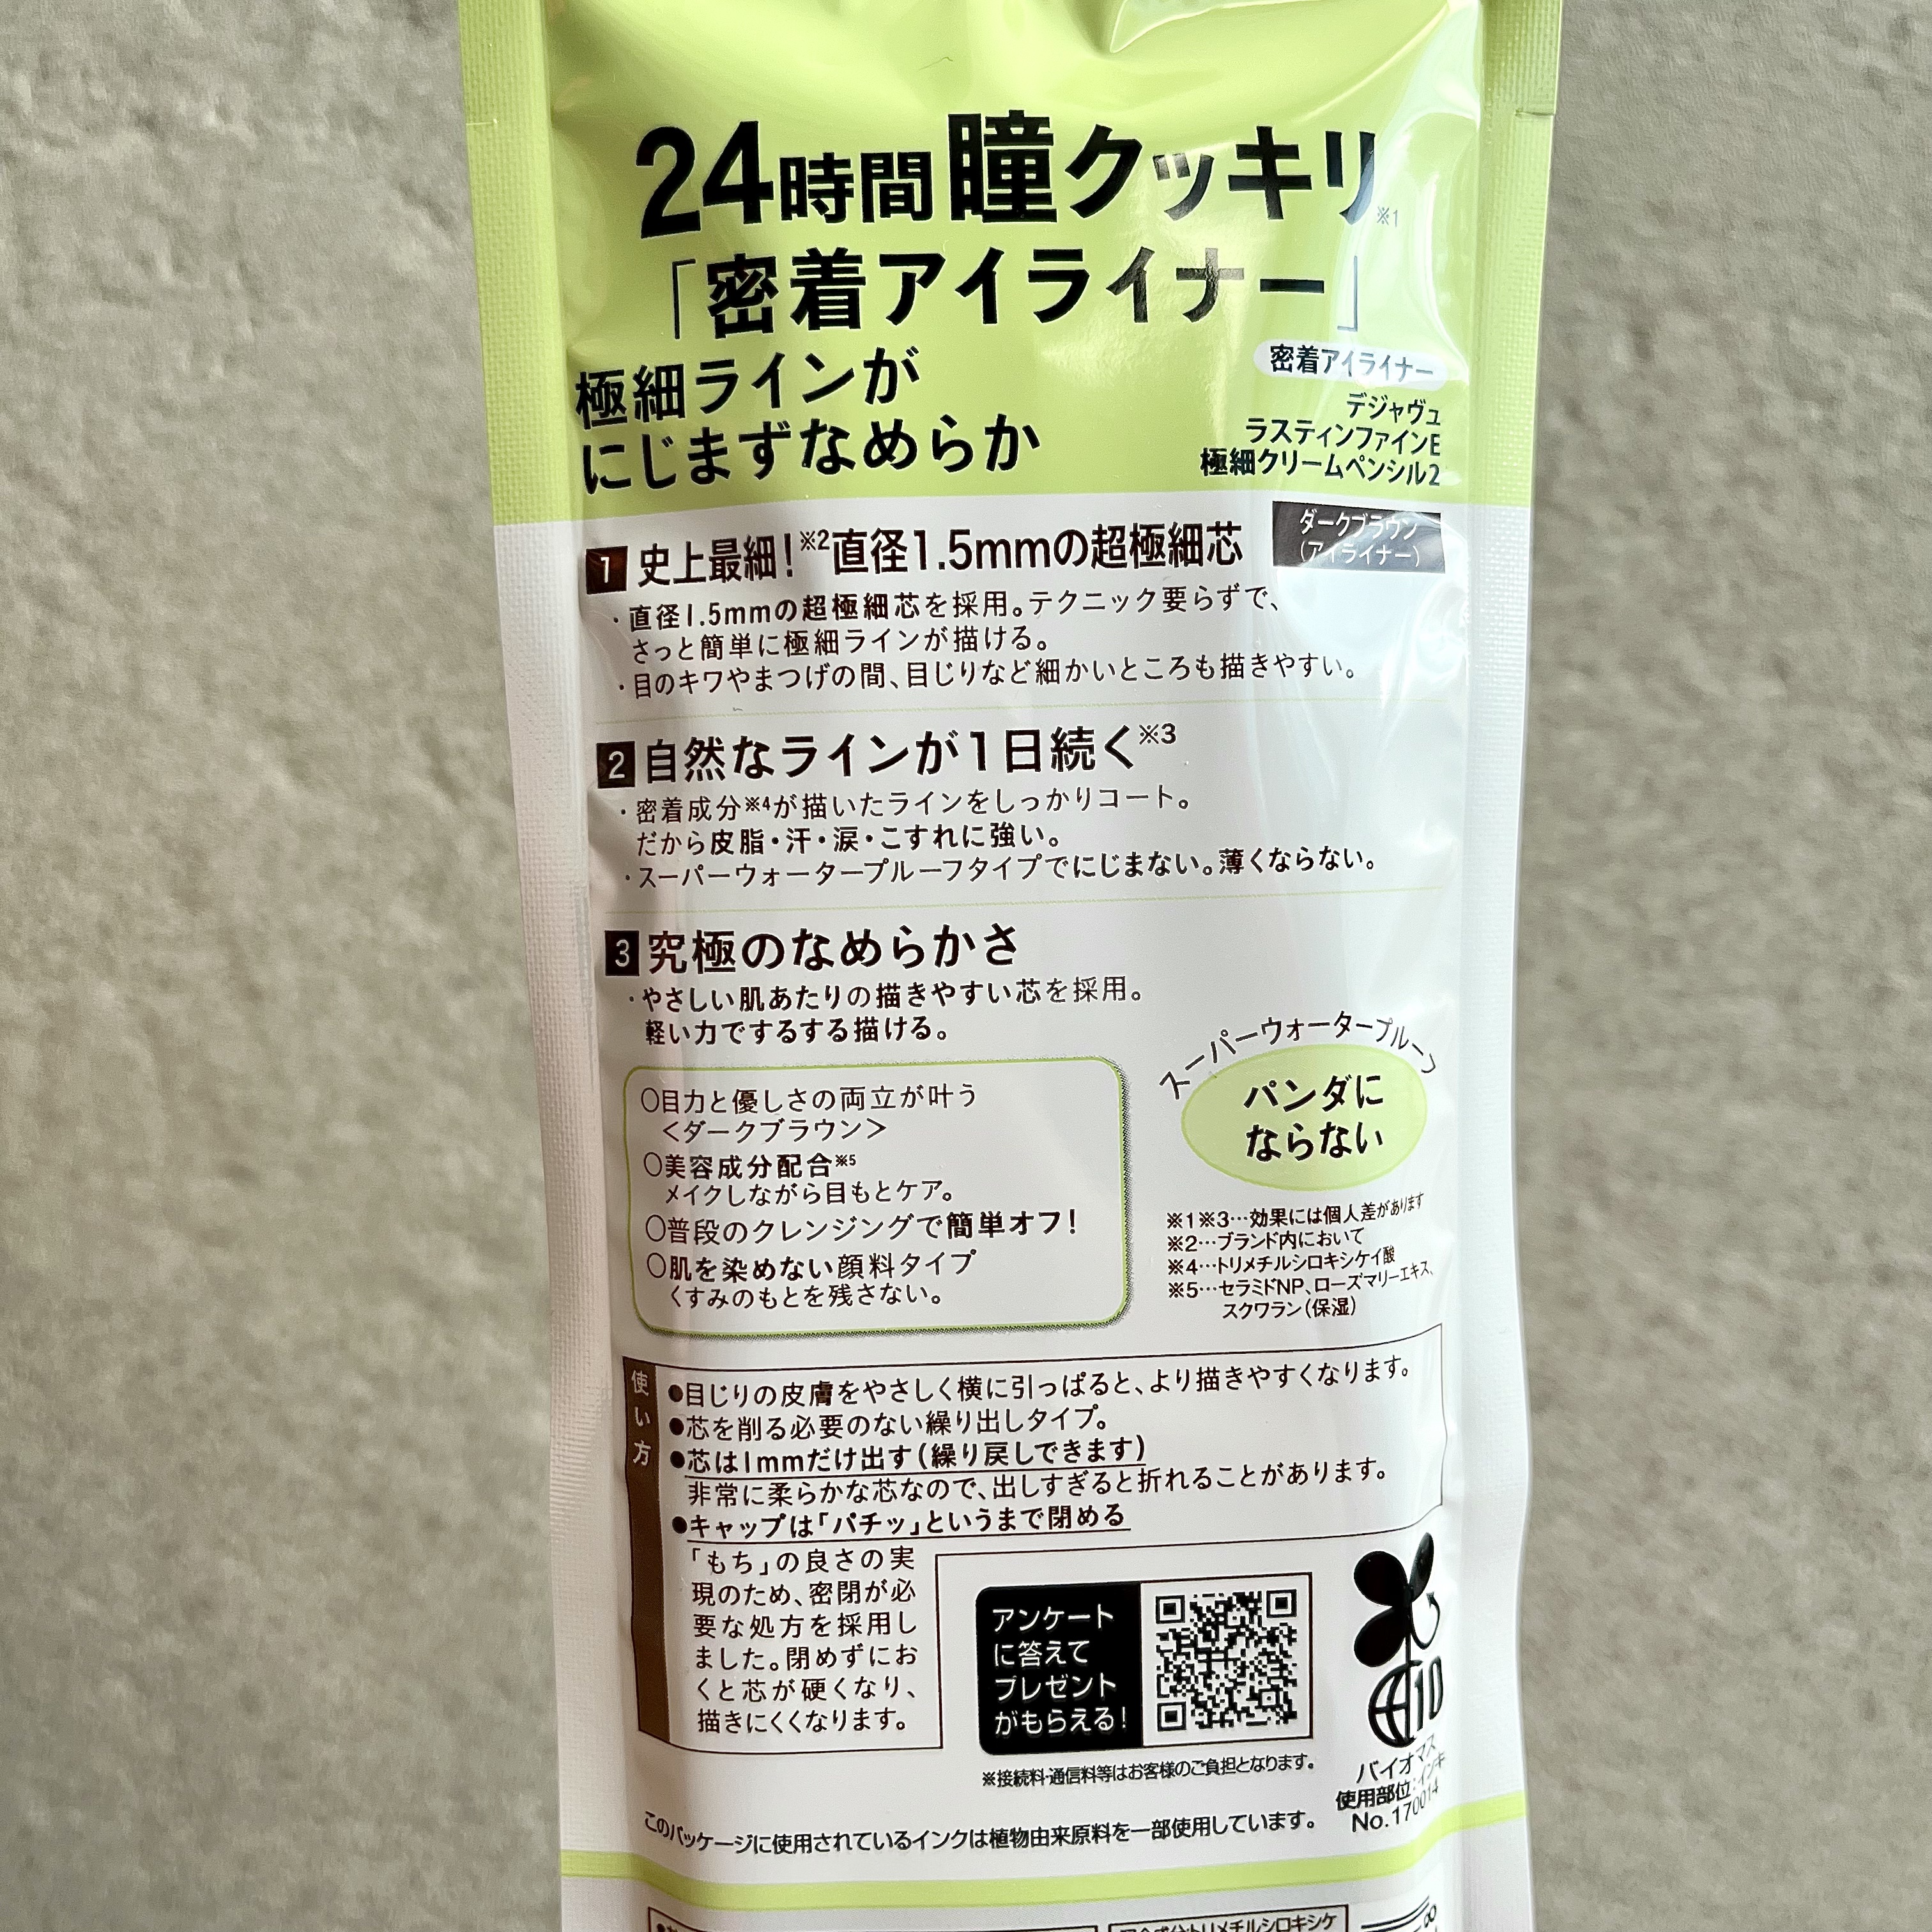 24時間瞳クッキリ※1
「密着アイライナー」
極細ラインが
にじまずなめらか
密着アイライナー
デジャヴュ
ラスティンファインE
極細クリームペンシル2
ダークブラウン
(アイライナー)
1 史上最細!※2直径1.5mmの超極細芯
・直径1.5mmの超極細芯を採用。テクニック要らずで、
さっと簡単に極細ラインが描ける。
・目のキワやまつげの間、目じりなど細かいところも描きやすい。
2 自然なラインが1日続く※3
・密着成分※4が描いたラインをしっかりコート。
だから皮脂・汗・涙・こすれに強い。
・スーパーウォータープルーフタイプでにじまない。薄くならない。
3 究極のなめらかさ
・やさしい肌あたりの描きやすい芯を採用。
軽い力でするする描ける。
○目力と優しさの両立が叶う
<ダークブラウン>
○美容成分配合※5
メイクしながら目もとケア。
○普段のクレンジングで簡単オフ!
○肌を染めない顔料タイプ
くすみのもとを残さない。
スーパーウォータープルーフ
パンダに
ならない
※1※3…効果には個人差があります
※2…ブランド内において
※4…トリメチルシロキシケイ酸
※5…セラミドNP、ローズマリーエキス、
スクワラン(保湿)
使い方
●目じりの皮膚をやさしく横に引っぱると、より描きやすくなります。
●芯を削る必要のない繰り出しタイプ。
●芯は1mmだけ出す(繰り戻しできます)
非常に柔らかな芯なので、出しすぎると折れることがあります。
●キャップは「パチッ」というまで閉める
「もち」の良さの実
現のため、密閉が必
要な処方を採用し
ました。閉めずにお
くと芯が硬くなり、
描きにくくなります。
アンケート
に答えて
プレゼント
がもらえる!
※接続料・通信料等はお客様のご負担となります。
10
バイオマス
使用部位:インキ
No.170014
このパッケージに使用されているインクは植物由来原料を一部使用しています。